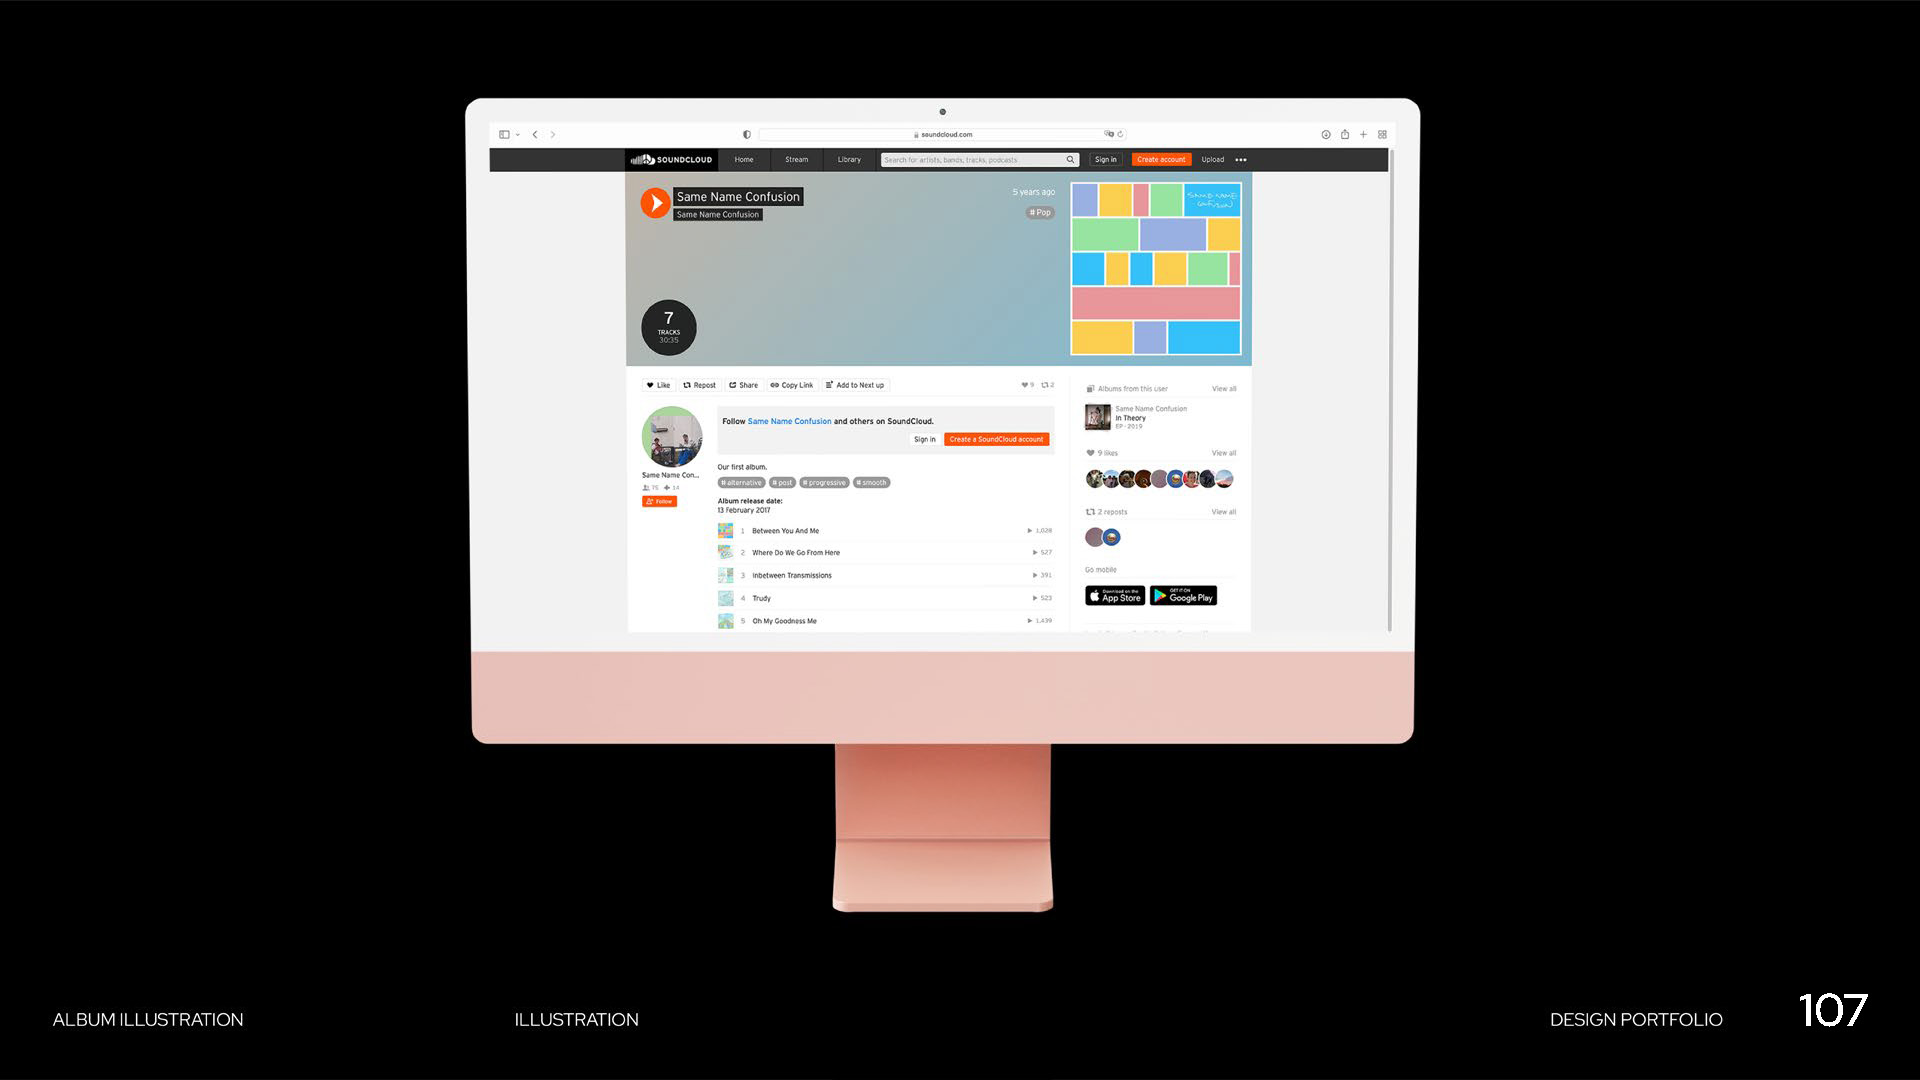 soundcloud.com
SOUNDCLOUD
Home
Stream
Library
Search for artists, bands, tracks, podcasts
Sign in
Create account
Upload
Same Name Confusion
Same Name Confusion
5 years ago
# Pop
SAME NAME
CONFUSION
7
TRACKS
30:35
Like
Repost
Share
Copy Link
Add to Next up
9
2
Same Name Con...
75
14
Follow
Follow Same Name Confusion and others on SoundCloud.
Sign in
Create a SoundCloud account
Our first album.
# alternative
# post
# progressive
# smooth
Album release date:
13 February 2017
1 Between You And Me 1,028
2 Where Do We Go From Here 527
3 Inbetween Transmissions 391
4 Trudy 523
5 Oh My Goodness Me 1,439
Albums from this user
View all
Same Name Confusion
In Theory
EP · 2019
9 likes
View all
2 reposts
View all
Go mobile
Download on the
App Store
GET IT ON
Google Play
ALBUM ILLUSTRATION
ILLUSTRATION
DESIGN PORTFOLIO
107